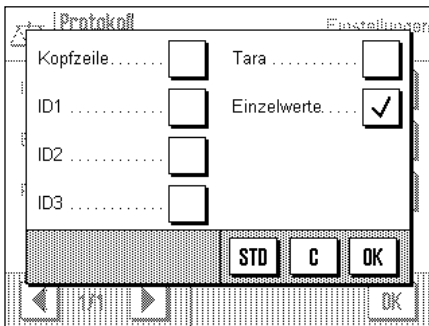 Protokoll Einstellungen
Kopfzeile....... Tara ............
ID1 ............. Einzelwerte.....
ID2 .............
ID3 .............
STD C OK
1/1 OK